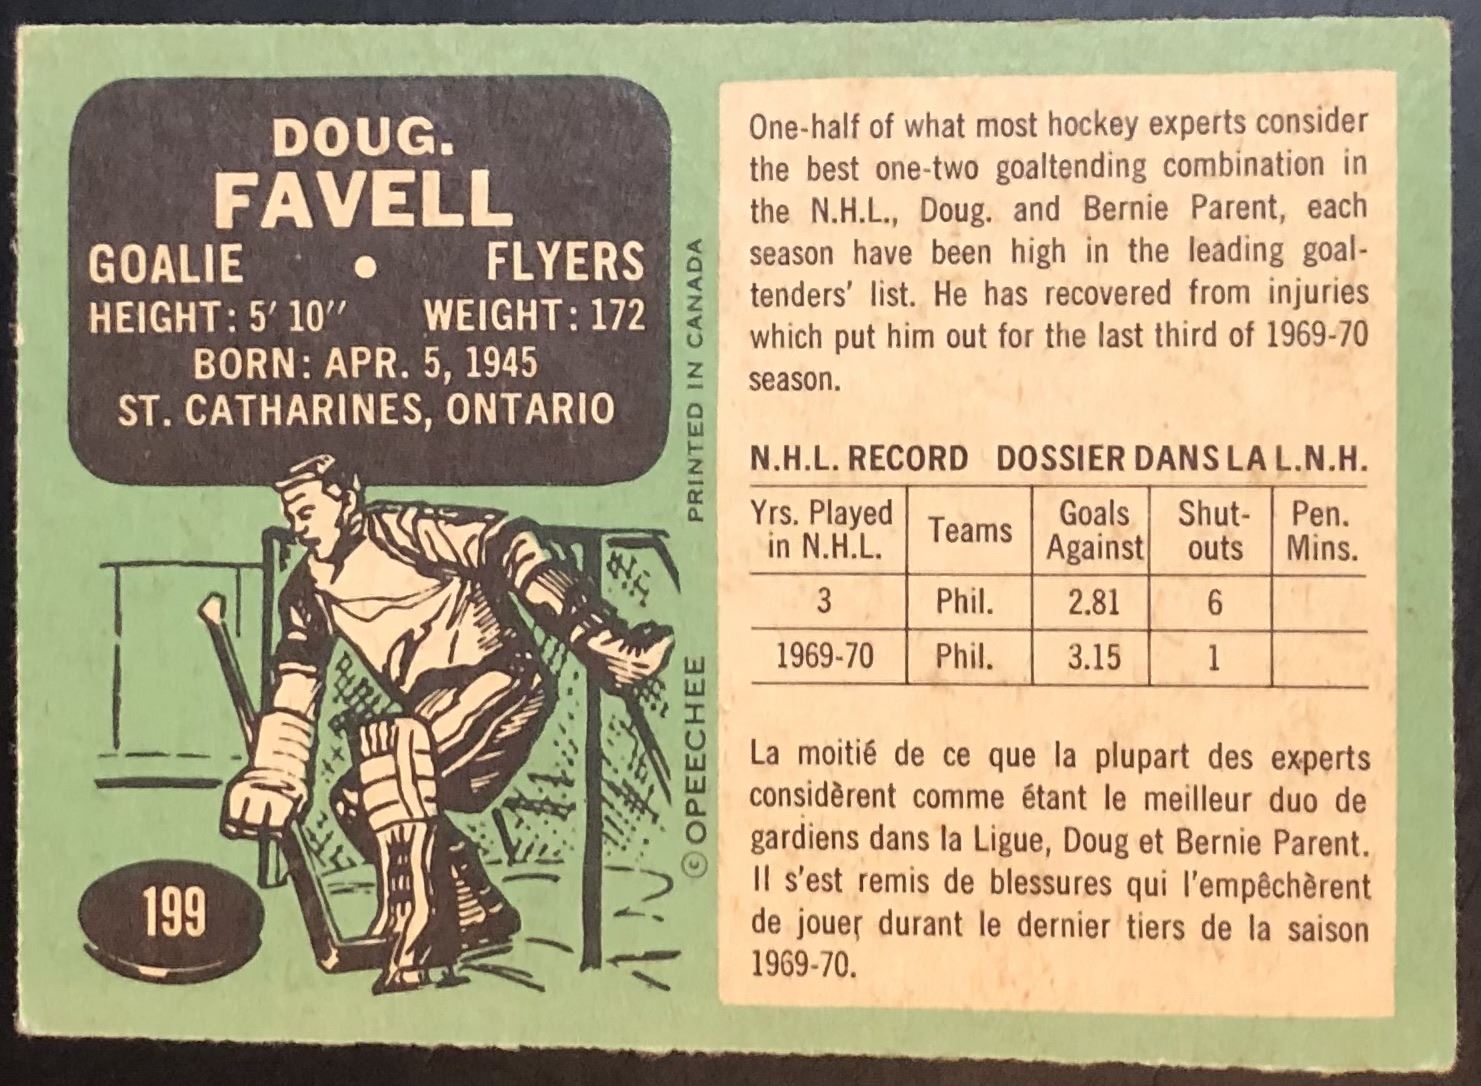 DOUG.
FAVELL
GOALIE • FLYERS
HEIGHT: 5' 10'' WEIGHT: 172
BORN: APR. 5, 1945
ST. CATHARINES, ONTARIO
199
© OPEECHEE PRINTED IN CANADA
One-half of what most hockey experts consider
the best one-two goaltending combination in
the N.H.L., Doug. and Bernie Parent, each
season have been high in the leading goal-
tenders' list. He has recovered from injuries
which put him out for the last third of 1969-70
season.
N.H.L. RECORD DOSSIER DANS LA L.N.H.
Yrs. Played in N.H.L. Teams Goals Against Shut-outs Pen. Mins.
3 Phil. 2.81 6
1969-70 Phil. 3.15 1
La moitié de ce que la plupart des experts
considèrent comme étant le meilleur duo de
gardiens dans la Ligue, Doug et Bernie Parent.
Il s'est remis de blessures qui l'empêchèrent
de jouer durant le dernier tiers de la saison
1969-70.